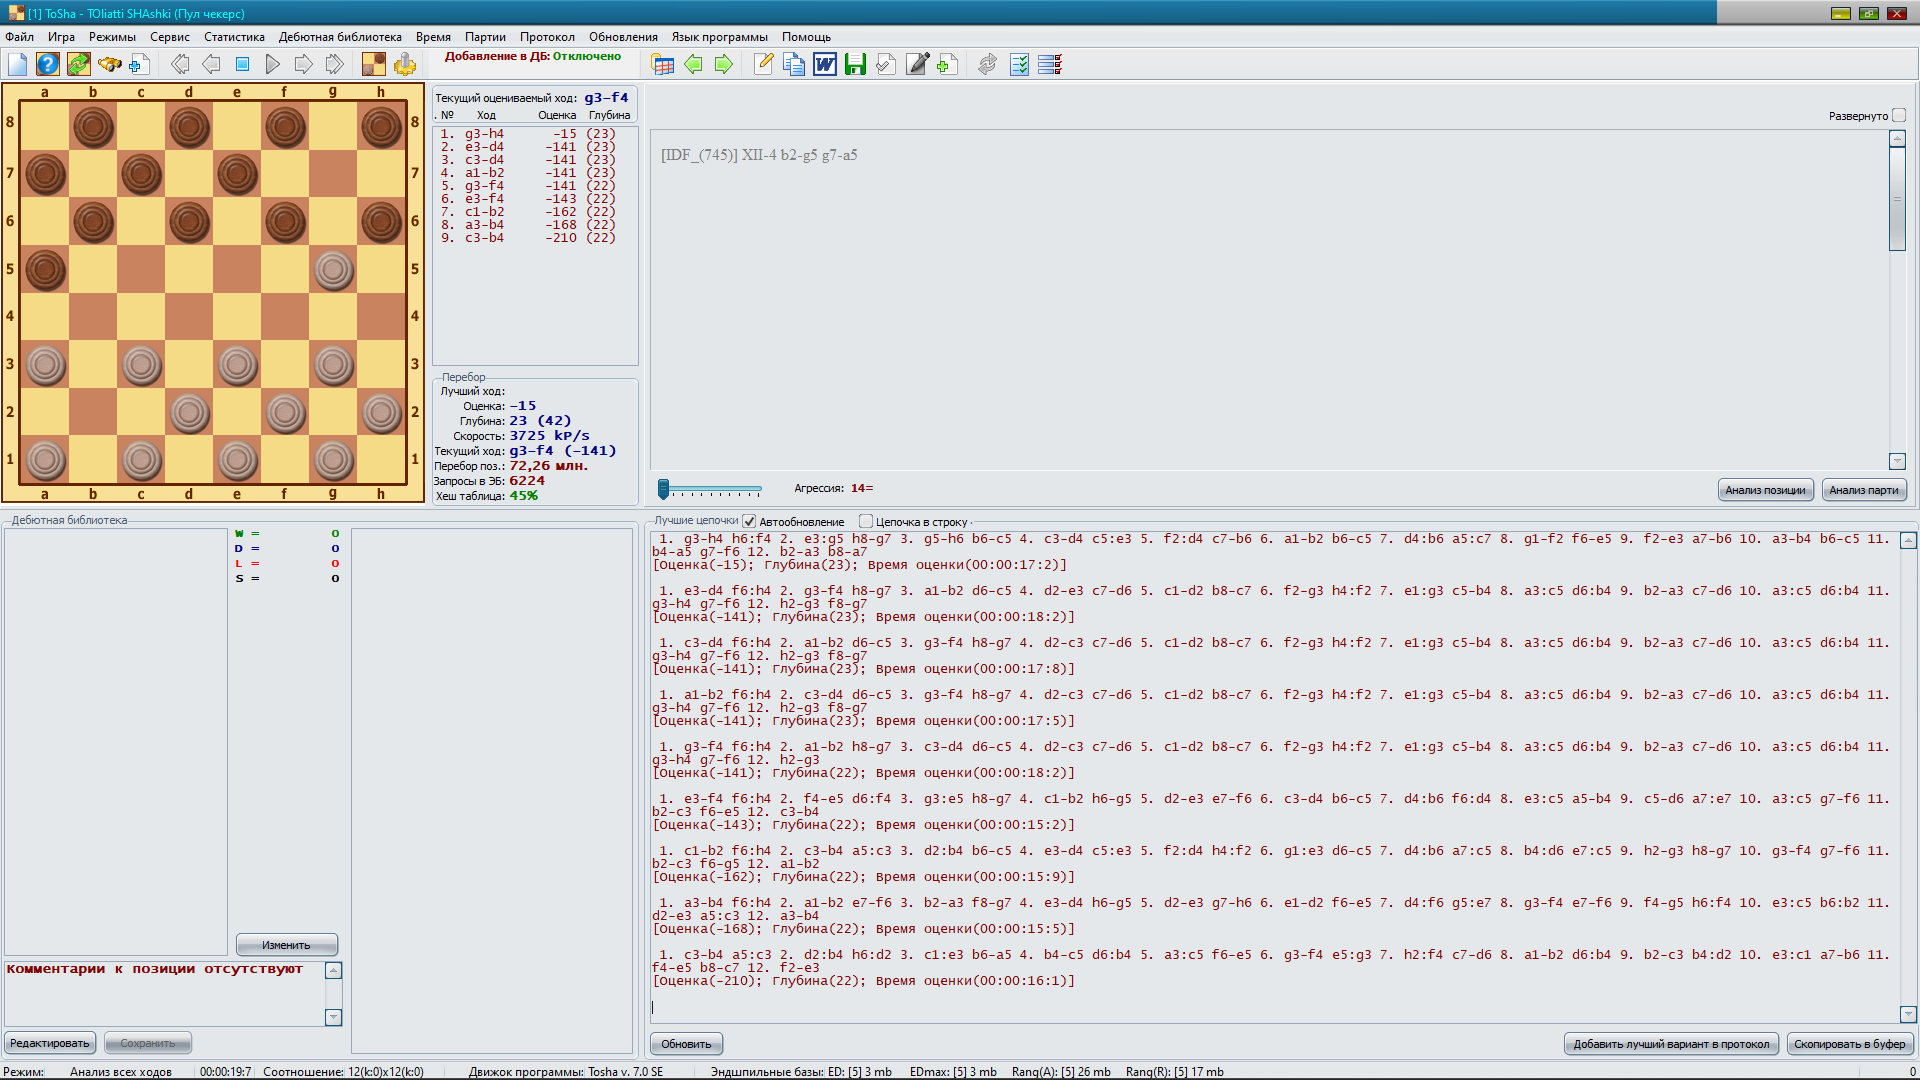 [1] ToSha - TOliatti SHAshki (Пул чекерс)
Файл Игра Режимы Сервис Статистика Дебютная библиотека Время Партии Протокол Обновления Язык программы Помощь
Добавление в ДБ: Отключено
a b c d e f g h
8 8
7 7
6 6
5 5
4 4
3 3
2 2
1 1
a b c d e f g h
Текущий оцениваемый ход: g3-f4
. № Ход Оценка Глубина
1. g3-h4 -15 (23)
2. e3-d4 -141 (23)
3. c3-d4 -141 (23)
4. a1-b2 -141 (23)
5. g3-f4 -141 (22)
6. e3-f4 -143 (22)
7. c1-b2 -162 (22)
8. a3-b4 -168 (22)
9. c3-b4 -210 (22)
Перебор
Лучший ход:
Оценка: -15
Глубина: 23 (42)
Скорость: 3725 kP/s
Текущий ход: g3-f4 (-141)
Перебор поз.: 72,26 млн.
Запросы в ЭБ: 6224
Хеш таблица: 45%
Развернуто
[IDF_(745)] XII-4 b2-g5 g7-a5
Агрессия: 14=
Анализ позиции Анализ парти
Дебютная библиотека
W = 0
D = 0
L = 0
S = 0
Изменить
Комментарии к позиции отсутствуют
Редактировать Сохранить
Лучшие цепочки Автообновление Цепочка в строку
1. g3-h4 h6:f4 2. e3:g5 h8-g7 3. g5-h6 b6-c5 4. c3-d4 c5:e3 5. f2:d4 c7-b6 6. a1-b2 b6-c5 7. d4:b6 a5:c7 8. g1-f2 f6-e5 9. f2-e3 a7-b6 10. a3-b4 b6-c5 11.
b4-a5 g7-f6 12. b2-a3 b8-a7
[Оценка(-15); Глубина(23); Время оценки(00:00:17:2)]
1. e3-d4 f6:h4 2. g3-f4 h8-g7 3. a1-b2 d6-c5 4. d2-e3 c7-d6 5. c1-d2 b8-c7 6. f2-g3 h4:f2 7. e1:g3 c5-b4 8. a3:c5 d6:b4 9. b2-a3 c7-d6 10. a3:c5 d6:b4 11.
g3-h4 g7-f6 12. h2-g3 f8-g7
[Оценка(-141); Глубина(23); Время оценки(00:00:18:2)]
1. c3-d4 f6:h4 2. a1-b2 d6-c5 3. g3-f4 h8-g7 4. d2-c3 c7-d6 5. c1-d2 b8-c7 6. f2-g3 h4:f2 7. e1:g3 c5-b4 8. a3:c5 d6:b4 9. b2-a3 c7-d6 10. a3:c5 d6:b4 11.
g3-h4 g7-f6 12. h2-g3 f8-g7
[Оценка(-141); Глубина(23); Время оценки(00:00:17:8)]
1. a1-b2 f6:h4 2. c3-d4 d6-c5 3. g3-f4 h8-g7 4. d2-c3 c7-d6 5. c1-d2 b8-c7 6. f2-g3 h4:f2 7. e1:g3 c5-b4 8. a3:c5 d6:b4 9. b2-a3 c7-d6 10. a3:c5 d6:b4 11.
g3-h4 g7-f6 12. h2-g3 f8-g7
[Оценка(-141); Глубина(23); Время оценки(00:00:17:5)]
1. g3-f4 f6:h4 2. a1-b2 h8-g7 3. c3-d4 d6-c5 4. d2-c3 c7-d6 5. c1-d2 b8-c7 6. f2-g3 h4:f2 7. e1:g3 c5-b4 8. a3:c5 d6:b4 9. b2-a3 c7-d6 10. a3:c5 d6:b4 11.
g3-h4 g7-f6 12. h2-g3
[Оценка(-141); Глубина(22); Время оценки(00:00:18:2)]
1. e3-f4 f6:h4 2. f4-e5 d6:f4 3. g3:e5 h8-g7 4. c1-b2 h6-g5 5. d2-e3 e7-f6 6. c3-d4 b6-c5 7. d4:b6 f6:d4 8. e3:c5 a5-b4 9. c5-d6 a7:e7 10. a3:c5 g7-f6 11.
b2-c3 f6-e5 12. c3-b4
[Оценка(-143); Глубина(22); Время оценки(00:00:15:2)]
1. c1-b2 f6:h4 2. c3-b4 a5:c3 3. d2:b4 b6-c5 4. e3-d4 c5:e3 5. f2:d4 h4:f2 6. g1:e3 d6-c5 7. d4:b6 a7:c5 8. b4:d6 e7:c5 9. h2-g3 h8-g7 10. g3-f4 g7-f6 11.
b2-c3 f6-g5 12. a1-b2
[Оценка(-162); Глубина(22); Время оценки(00:00:15:9)]
1. a3-b4 f6:h4 2. a1-b2 e7-f6 3. b2-a3 f8-g7 4. e3-d4 h6-g5 5. d2-e3 g7-h6 6. e1-d2 f6-e5 7. d4:f6 g5:e7 8. g3-f4 e7-f6 9. f4-g5 h6:f4 10. e3:c5 b6:b2 11.
d2-e3 a5:c3 12. a3-b4
[Оценка(-168); Глубина(22); Время оценки(00:00:15:5)]
1. c3-b4 a5:c3 2. d2:b4 h6:d2 3. c1:e3 b6-a5 4. b4-c5 d6:b4 5. a3:c5 f6-e5 6. g3-f4 e5:g3 7. h2:f4 c7-d6 8. a1-b2 d6:b4 9. b2-c3 b4:d2 10. e3:c1 a7-b6 11.
f4-e5 b8-c7 12. f2-e3
[Оценка(-210); Глубина(22); Время оценки(00:00:16:1)]
Обновить Добавить лучший вариант в протокол Скопировать в буфер
Режим: Анализ всех ходов 00:00:19:7 Соотношение: 12(k:0)x12(k:0) Движок программы: Tosha v. 7.0 SE Эндшпильные базы: ED: [5] 3 mb EDmax: [5] 3 mb Rang(A): [5] 26 mb Rang(R): [5] 17 mb 0